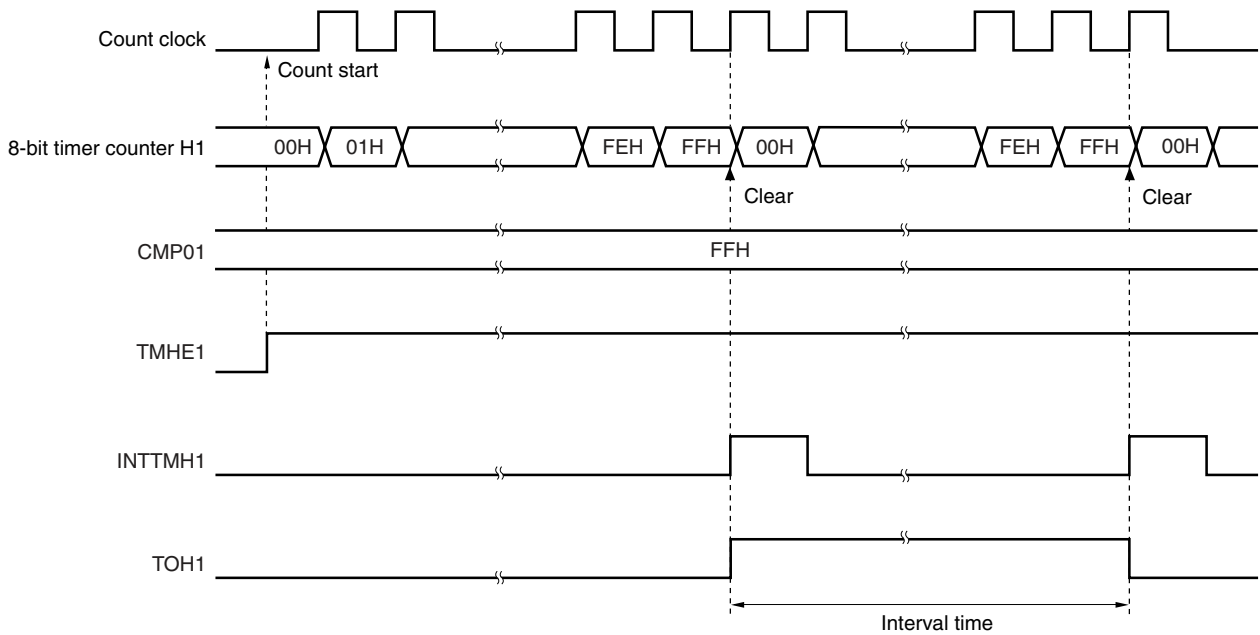 Count clock
Count start
8-bit timer counter H1
00H 01H FEH FFH 00H FEH FFH 00H
Clear Clear
CMP01
FFH
TMHE1
INTTMH1
TOH1
Interval time